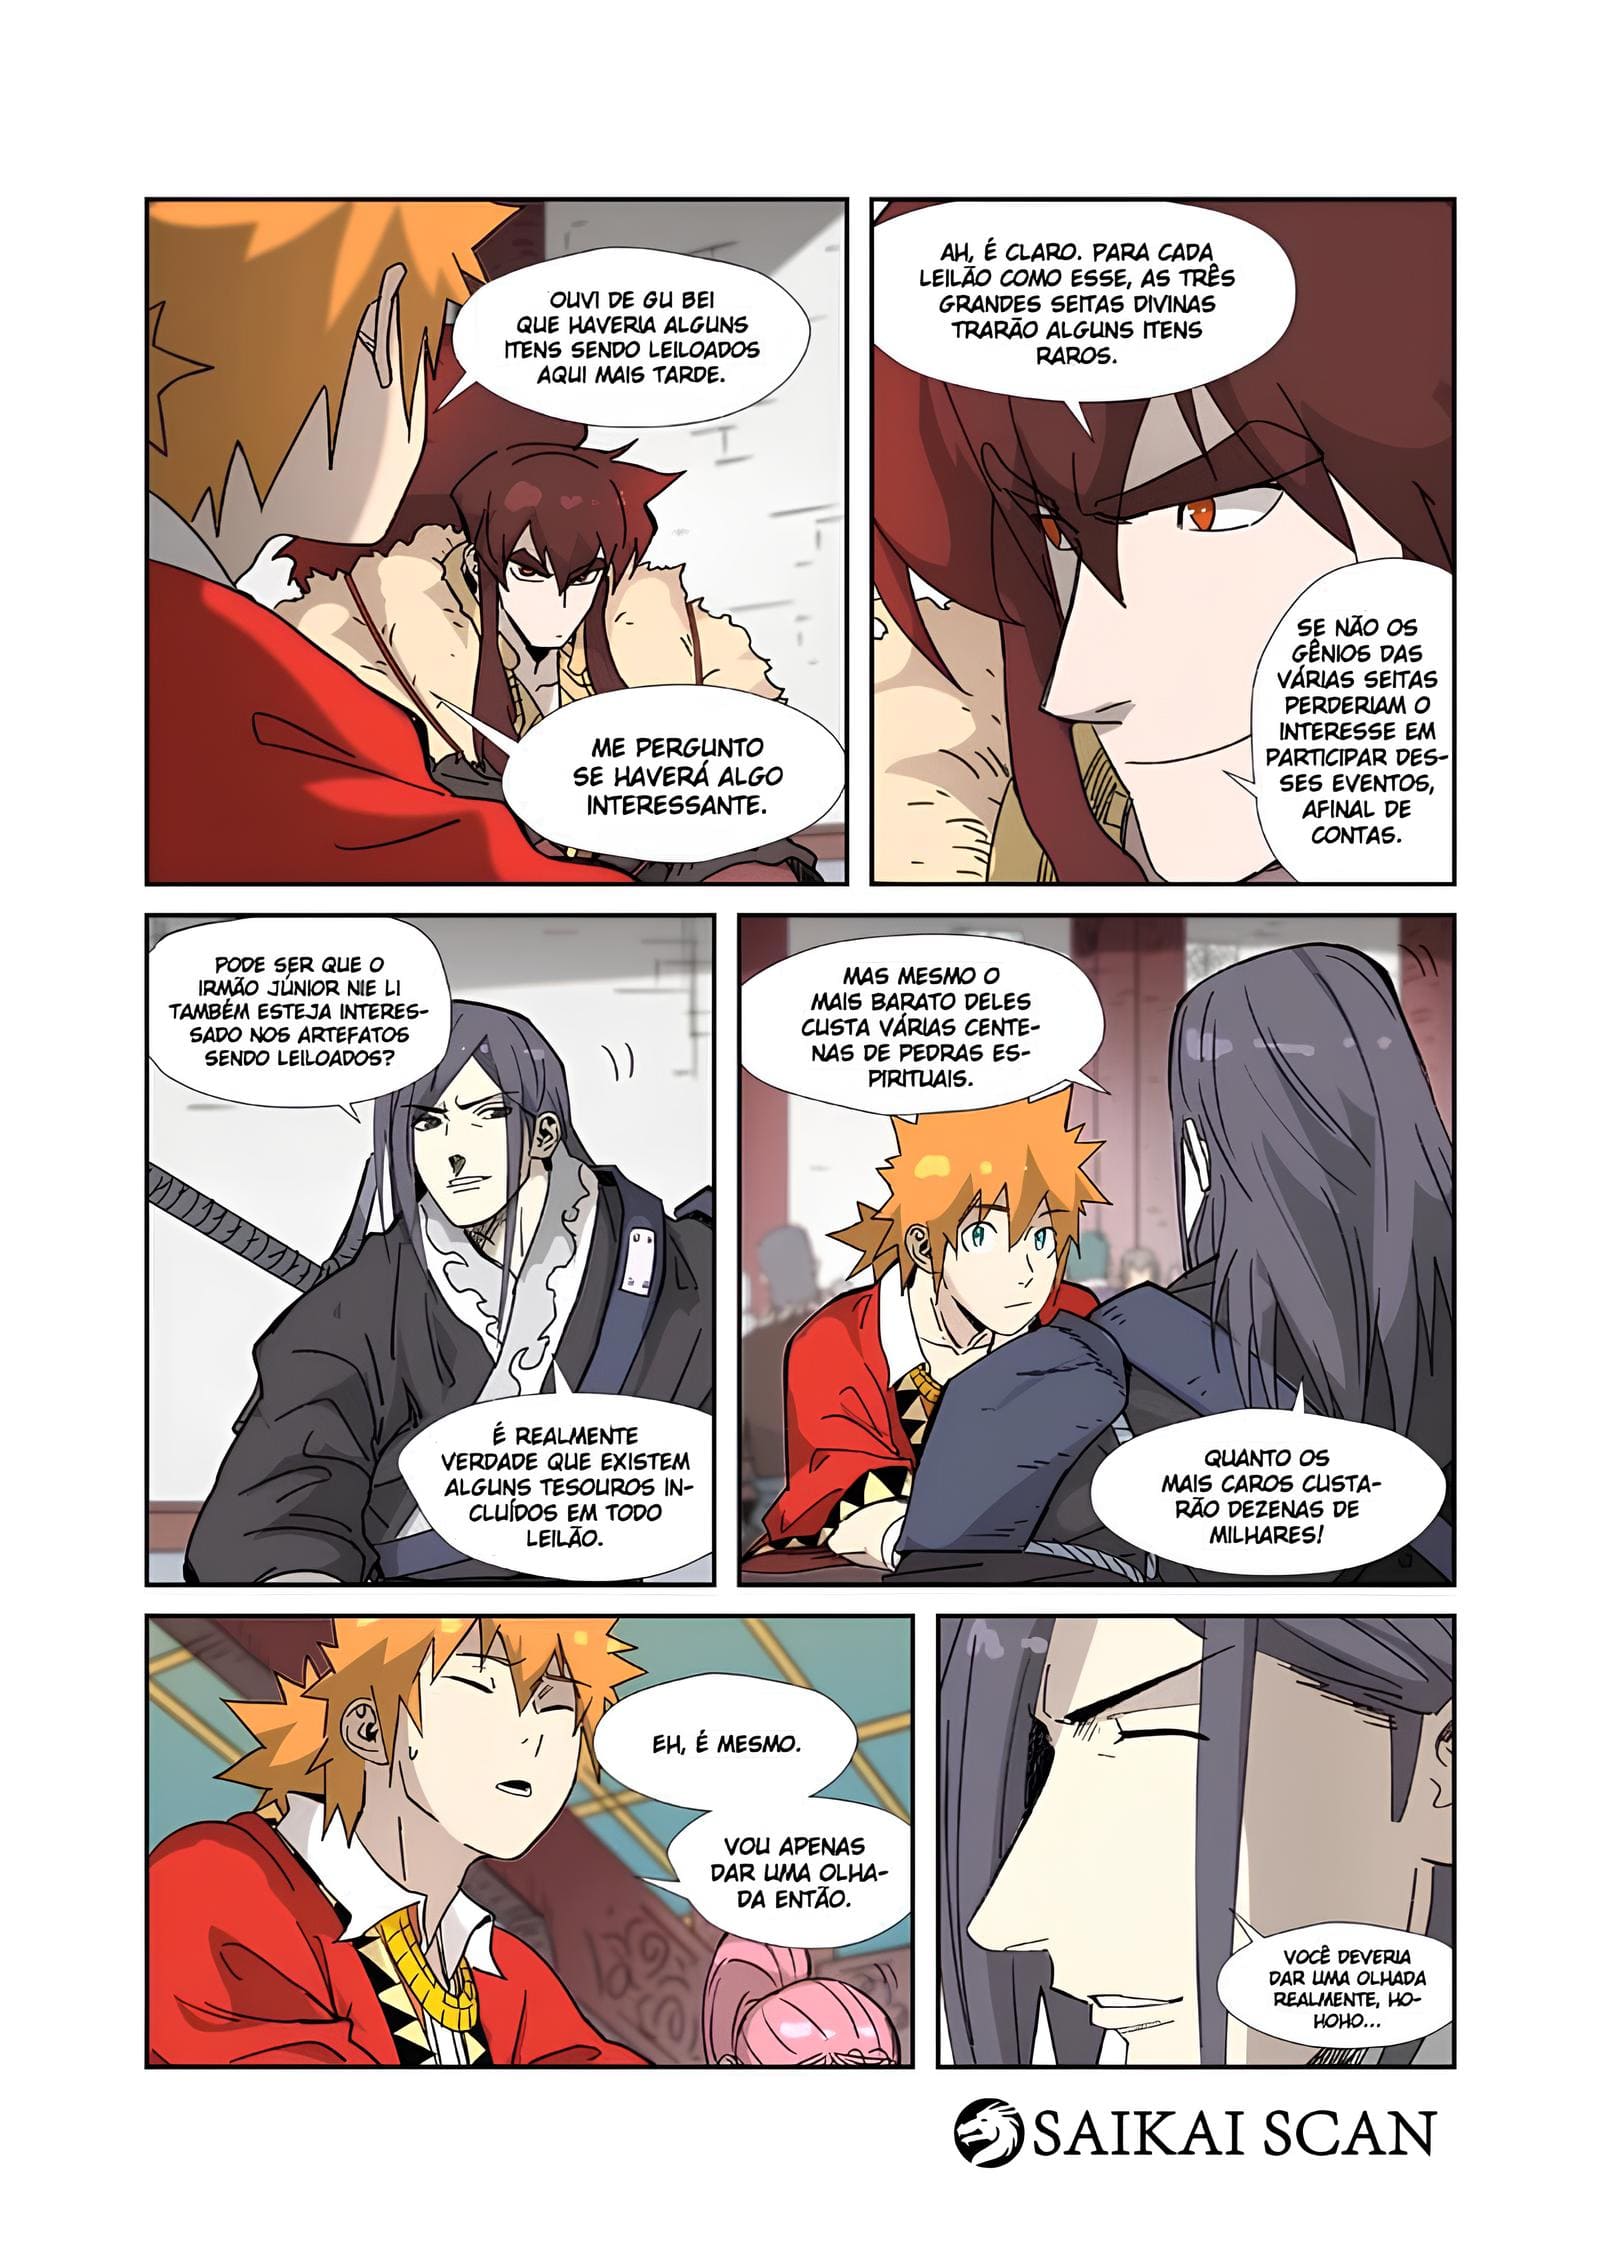 OUVI DE GU BEI
QUE HAVERIA ALGUNS
ITENS SENDO LEILOADOS
AQUI MAIS TARDE.
ME PERGUNTO
SE HAVERÁ ALGO
INTERESSANTE.
AH, É CLARO. PARA CADA
LEILÃO COMO ESSE, AS TRÊS
GRANDES SEITAS DIVINAS
TRARÃO ALGUNS ITENS
RAROS.
SE NÃO OS
GÊNIOS DAS
VÁRIAS SEITAS
PERDERIAM O
INTERESSE EM
PARTICIPAR DES-
SES EVENTOS,
AFINAL DE
CONTAS.
PODE SER QUE O
IRMÃO JÚNIOR NIE LI
TAMBÉM ESTEJA INTERES-
SADO NOS ARTEFATOS
SENDO LEILOADOS?
É REALMENTE
VERDADE QUE EXISTEM
ALGUNS TESOUROS IN-
CLUÍDOS EM TODO
LEILÃO.
MAS MESMO O
MAIS BARATO DELES
CUSTA VÁRIAS CENTE-
NAS DE PEDRAS ES-
PIRITUAIS.
QUANTO OS
MAIS CAROS CUSTA-
RÃO DEZENAS DE
MILHARES!
EH, É MESMO.
VOU APENAS
DAR UMA OLHA-
DA ENTÃO.
VOCÊ DEVERIA
DAR UMA OLHADA
REALMENTE, HO-
HOHO...
SAIKAI SCAN